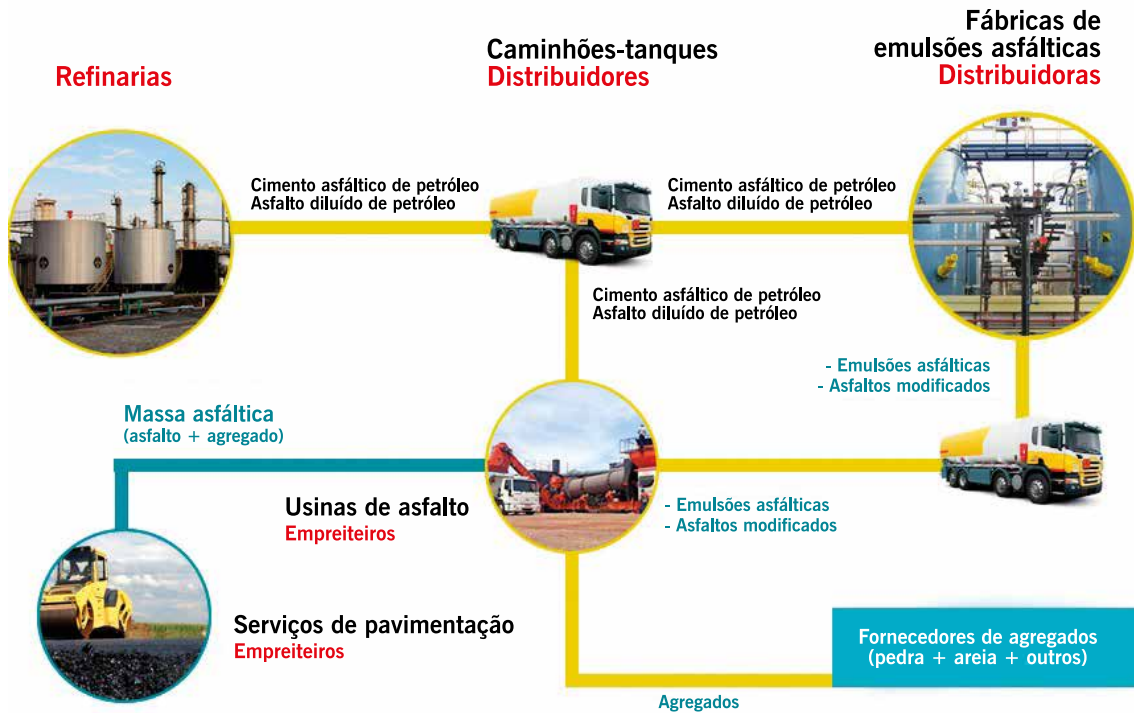 Refinarias
Caminhões-tanques
Distribuidores
Fábricas de
emulsões asfálticas
Distribuidoras
Cimento asfáltico de petróleo
Asfalto diluído de petróleo
Cimento asfáltico de petróleo
Asfalto diluído de petróleo
Cimento asfáltico de petróleo
Asfalto diluído de petróleo
- Emulsões asfálticas
- Asfaltos modificados
Massa asfáltica
(asfalto + agregado)
Usinas de asfalto
Empreiteiros
- Emulsões asfálticas
- Asfaltos modificados
Serviços de pavimentação
Empreiteiros
Fornecedores de agregados
(pedra + areia + outros)
Agregados